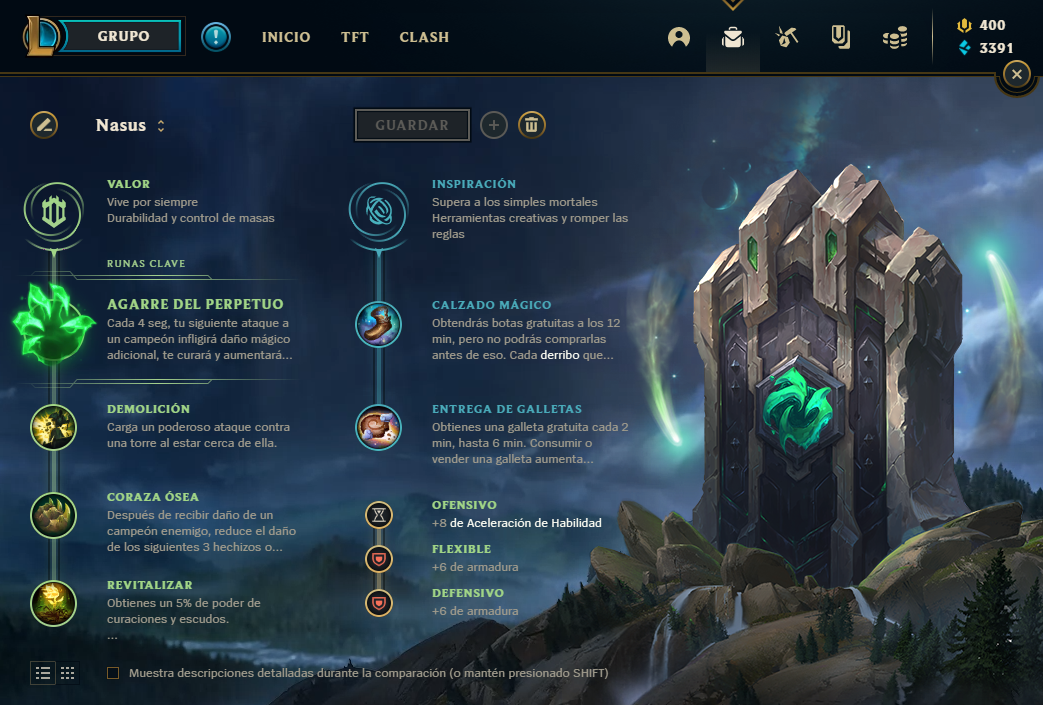 GRUPO
INICIO
TFT
CLASH
400
3391
Nasus
GUARDAR
VALOR
Vive por siempre
Durabilidad y control de masas
RUNAS CLAVE
AGARRE DEL PERPETUO
Cada 4 seg, tu siguiente ataque a
un campeón infligirá daño mágico
adicional, te curará y aumentará...
DEMOLICIÓN
Carga un poderoso ataque contra
una torre al estar cerca de ella.
CORAZA ÓSEA
Después de recibir daño de un
campeón enemigo, reduce el daño
de los siguientes 3 hechizos o...
REVITALIZAR
Obtienes un 5% de poder de
curaciones y escudos.
...
INSPIRACIÓN
Supera a los simples mortales
Herramientas creativas y romper las
reglas
CALZADO MÁGICO
Obtendrás botas gratuitas a los 12
min, pero no podrás comprarlas
antes de eso. Cada derribo que...
ENTREGA DE GALLETAS
Obtienes una galleta gratuita cada 2
min, hasta 6 min. Consumir o
vender una galleta aumenta...
OFENSIVO
+8 de Aceleración de Habilidad
FLEXIBLE
+6 de armadura
DEFENSIVO
+6 de armadura
Muestra descripciones detalladas durante la comparación (o mantén presionado SHIFT)